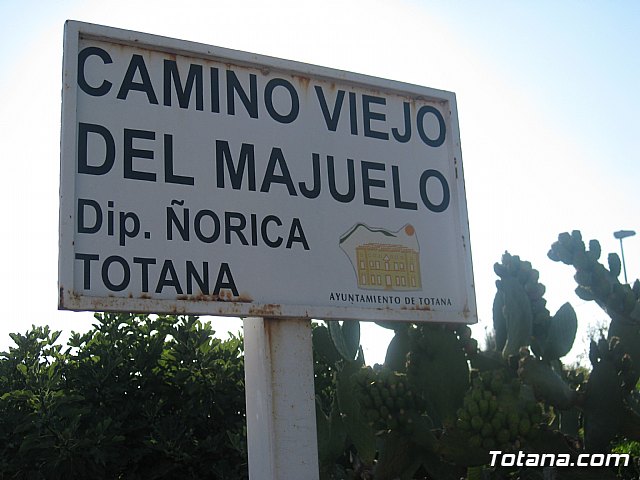 CAMINO VIEJO
DEL MAJUELO
Dip. ÑORICA
TOTANA
AYUNTAMIENTO DE TOTANA
Totana.com